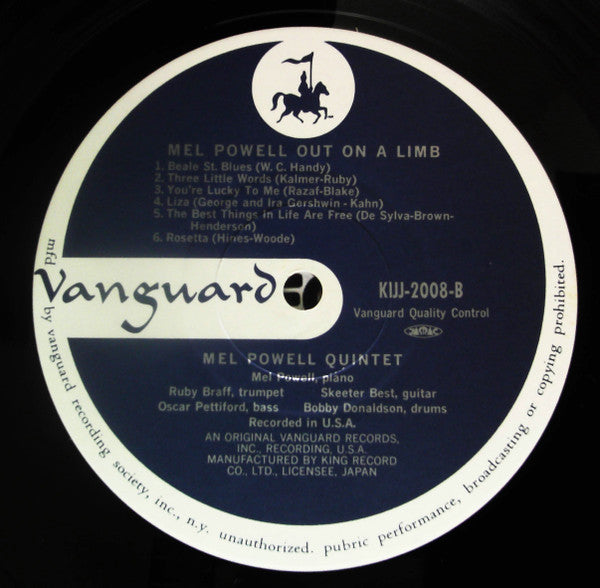 MEL POWELL OUT ON A LIMB
1. Beale St. Blues (W. C. Handy)
2. Three Little Words (Kalmer-Ruby)
3. You're Lucky To Me (Razaf-Blake)
4. Liza (George and Ira Gershwin - Kahn)
5. The Best Things in Life Are Free (De Sylva-Brown-
Henderson)
6. Rosetta (Hines-Woode)
Vanguard
KIJJ-2008-B
Vanguard Quality Control
JASRAC
MEL POWELL QUINTET
Mel Powell, piano
Ruby Braff, trumpet Skeeter Best, guitar
Oscar Pettiford, bass Bobby Donaldson, drums
Recorded in U.S.A.
AN ORIGINAL VANGUARD RECORDS,
INC., RECORDING, U.S.A.
MANUFACTURED BY KING RECORD
CO., LTD., LICENSEE, JAPAN
mfd by vanguard recording society, inc., n.y. unauthorized. pubric performance, broadcasting or copying prohibited.